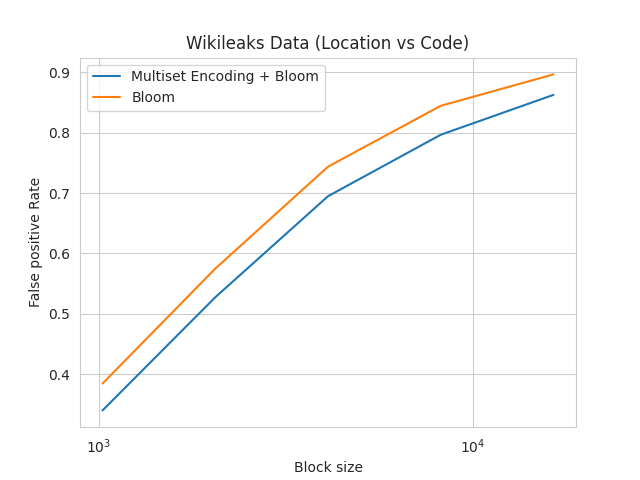 Wikileaks Data (Location vs Code)
Multiset Encoding + Bloom
Bloom
False positive Rate
0.9
0.8
0.7
0.6
0.5
0.4
10³
10⁴
Block size